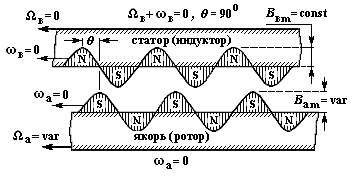 Ω_в = 0
Ω_в + ω_в = 0 , θ = 90⁰
B_вm = const
ω_в = 0
θ
статор (индуктор)
N N N
S S S
ω_a = 0
S S S
B_am = var
N N N
Ω_a = var
якорь (ротор)
ω_a = 0